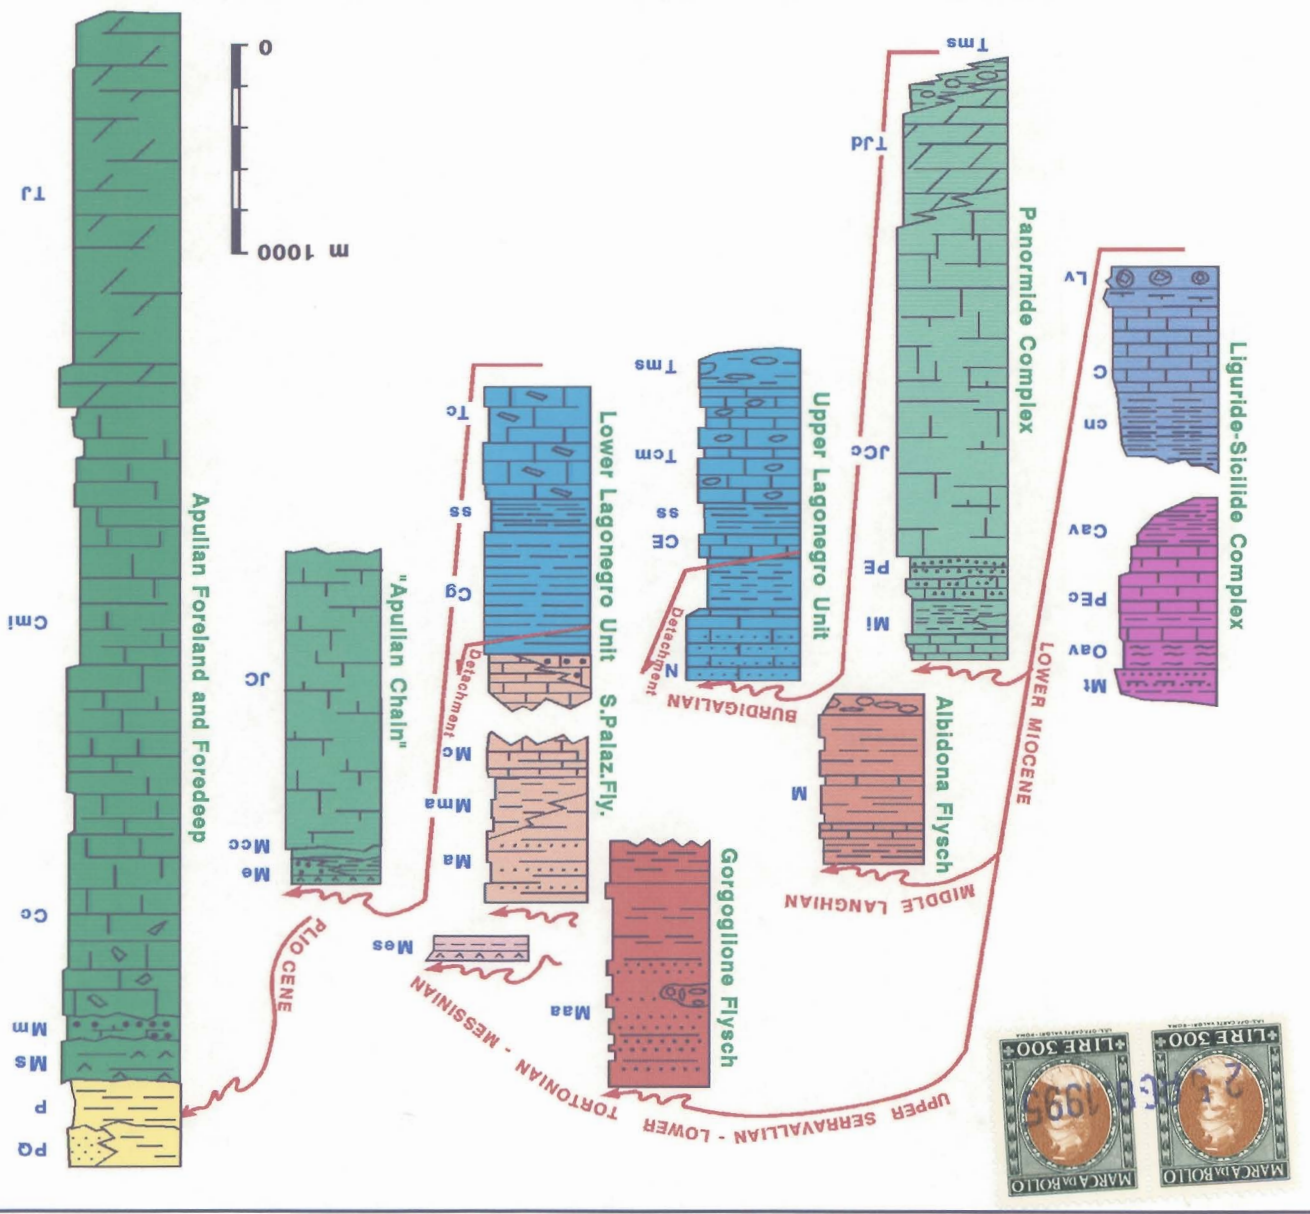 MARCA DA BOLLO
LIRE 300
MARCA DA BOLLO
LIRE 300
1995
Liguride-Sicilide Complex
Mt
Oav
PEc
Cav
cn
C
Lv
LOWER MIOCENE
Panormide Complex
Mi
PE
JCc
TJd
Tms
Albidona Flysch
M
MIDDLE LANGHIAN
Upper Lagonegro Unit
N
CE
ss
Tcm
Tms
BURDIGALIAN
Detachment
Gorgoglione Flysch
Maa
UPPER SERRAVALLIAN - LOWER TORTONIAN
MESSINIAN
Lower Lagonegro Unit
S.Palaz.Fly.
Mes
Ma
Mma
Mc
Detachment
Cg
ss
Tc
"Apulian Chain"
Me
Mcc
JC
PLIOCENE
m 1000
0
Apulian Foreland and Foredeep
PQ
P
Ms
Mm
Cc
Cmi
TJ